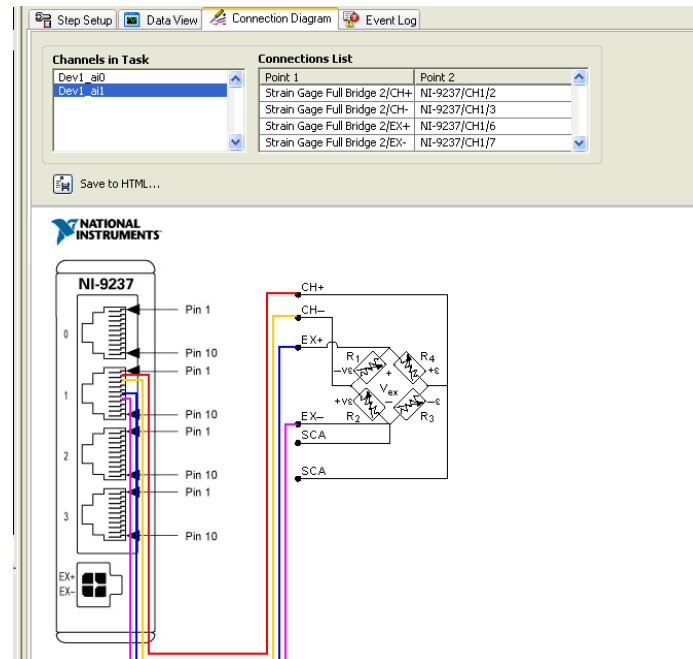 Step Setup Data View Connection Diagram Event Log
Channels in Task
Dev1_ai0
Dev1_ai1
Connections List
Point 1 Point 2
Strain Gage Full Bridge 2/CH+ NI-9237/CH1/2
Strain Gage Full Bridge 2/CH- NI-9237/CH1/3
Strain Gage Full Bridge 2/EX+ NI-9237/CH1/6
Strain Gage Full Bridge 2/EX- NI-9237/CH1/7
Save to HTML...
NATIONAL
INSTRUMENTS
NI-9237
0
Pin 1
Pin 10
1
Pin 1
Pin 10
2
Pin 1
Pin 10
3
Pin 1
Pin 10
EX+
EX-
CH+
CH–
EX+
R1 R4
–vε + +ε
Vex
+vε – –ε
R2 R3
EX–
SCA
SCA